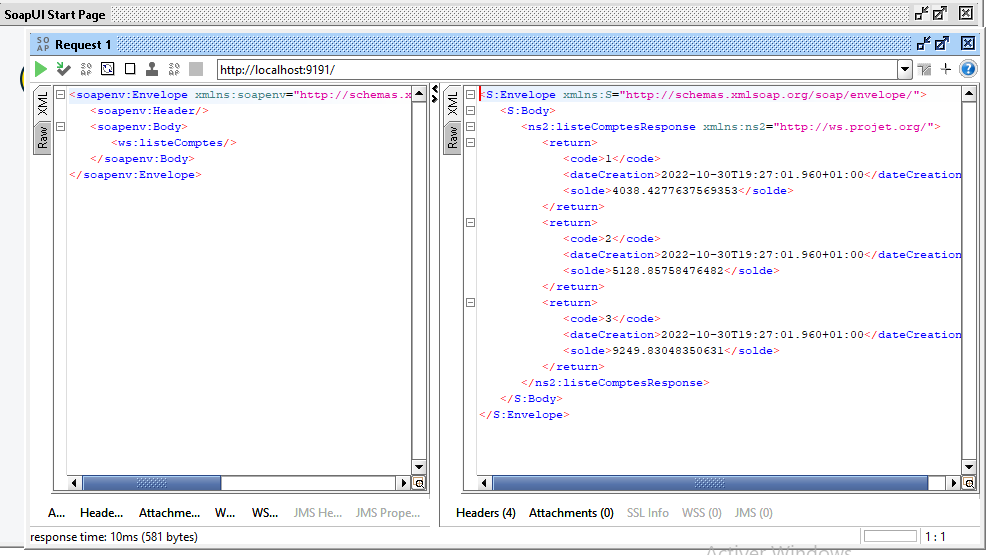 SoapUI Start Page
SO
AP
Request 1
SO
AP
SO
AP
http://localhost:9191/
XML
Raw
<soapenv:Envelope xmlns:soapenv="http://schemas.x
<soapenv:Header/>
<soapenv:Body>
<ws:listeComptes/>
</soapenv:Body>
</soapenv:Envelope>
XML
Raw
<S:Envelope xmlns:S="http://schemas.xmlsoap.org/soap/envelope/">
<S:Body>
<ns2:listeComptesResponse xmlns:ns2="http://ws.projet.org/">
<return>
<code>1</code>
<dateCreation>2022-10-30T19:27:01.960+01:00</dateCreation
<solde>4038.4277637569353</solde>
</return>
<return>
<code>2</code>
<dateCreation>2022-10-30T19:27:01.960+01:00</dateCreation
<solde>5128.85758476482</solde>
</return>
<return>
<code>3</code>
<dateCreation>2022-10-30T19:27:01.960+01:00</dateCreation
<solde>9249.83048350631</solde>
</return>
</ns2:listeComptesResponse>
</S:Body>
</S:Envelope>
A... Heade... Attachme... W... WS... JMS He... JMS Prope...
Headers (4) Attachments (0) SSL Info WSS (0) JMS (0)
response time: 10ms (581 bytes)
1 : 1
Activer Windows